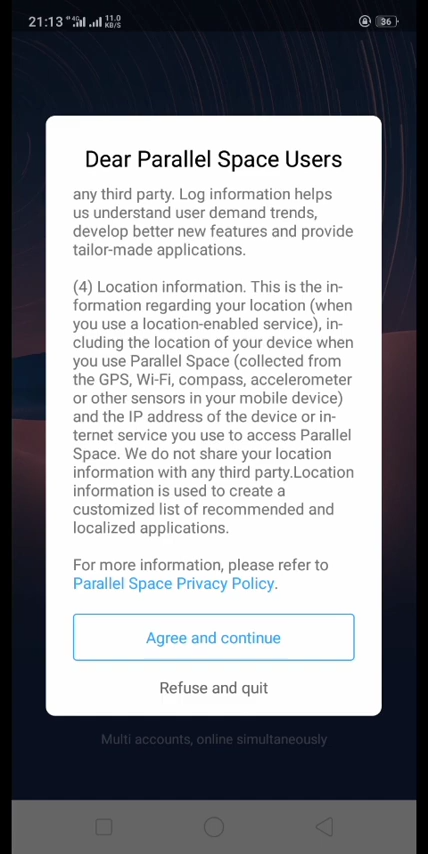 21:13 4G 11.0 KB/S 36
Dear Parallel Space Users
any third party. Log information helps
us understand user demand trends,
develop better new features and provide
tailor-made applications.
(4) Location information. This is the in-
formation regarding your location (when
you use a location-enabled service), in-
cluding the location of your device when
you use Parallel Space (collected from
the GPS, Wi-Fi, compass, accelerometer
or other sensors in your mobile device)
and the IP address of the device or in-
ternet service you use to access Parallel
Space. We do not share your location
information with any third party.Location
information is used to create a
customized list of recommended and
localized applications.
For more information, please refer to
Parallel Space Privacy Policy.
Agree and continue
Refuse and quit
Multi accounts, online simultaneously